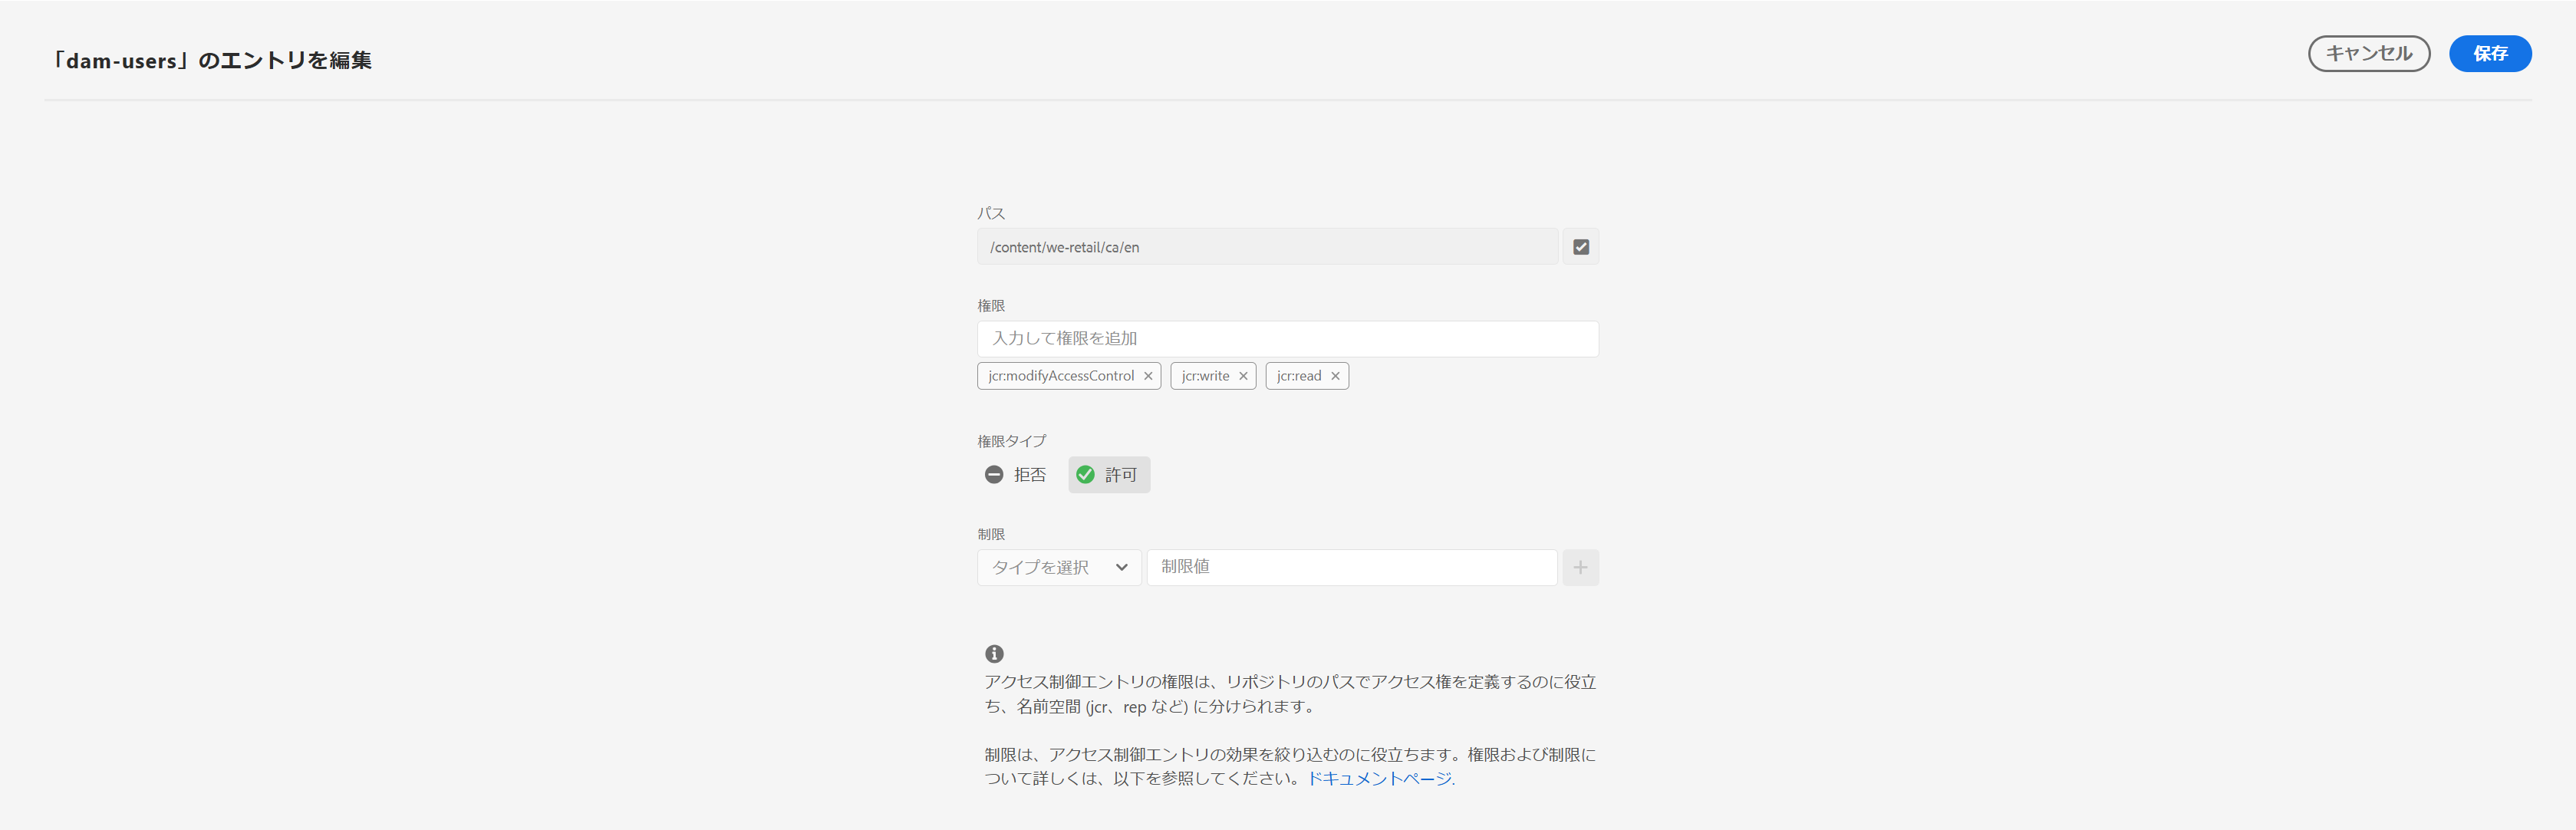 「dam-users」のエントリを編集
キャンセル
保存
パス
/content/we-retail/ca/en
権限
入力して権限を追加
jcr:modifyAccessControl
jcr:write
jcr:read
権限タイプ
拒否
許可
制限
タイプを選択
制限値
アクセス制御エントリの権限は、リポジトリのパスでアクセス権を定義するのに役立
ち、名前空間 (jcr、rep など) に分けられます。
制限は、アクセス制御エントリの効果を絞り込むのに役立ちます。権限および制限に
ついて詳しくは、以下を参照してください。ドキュメントページ.